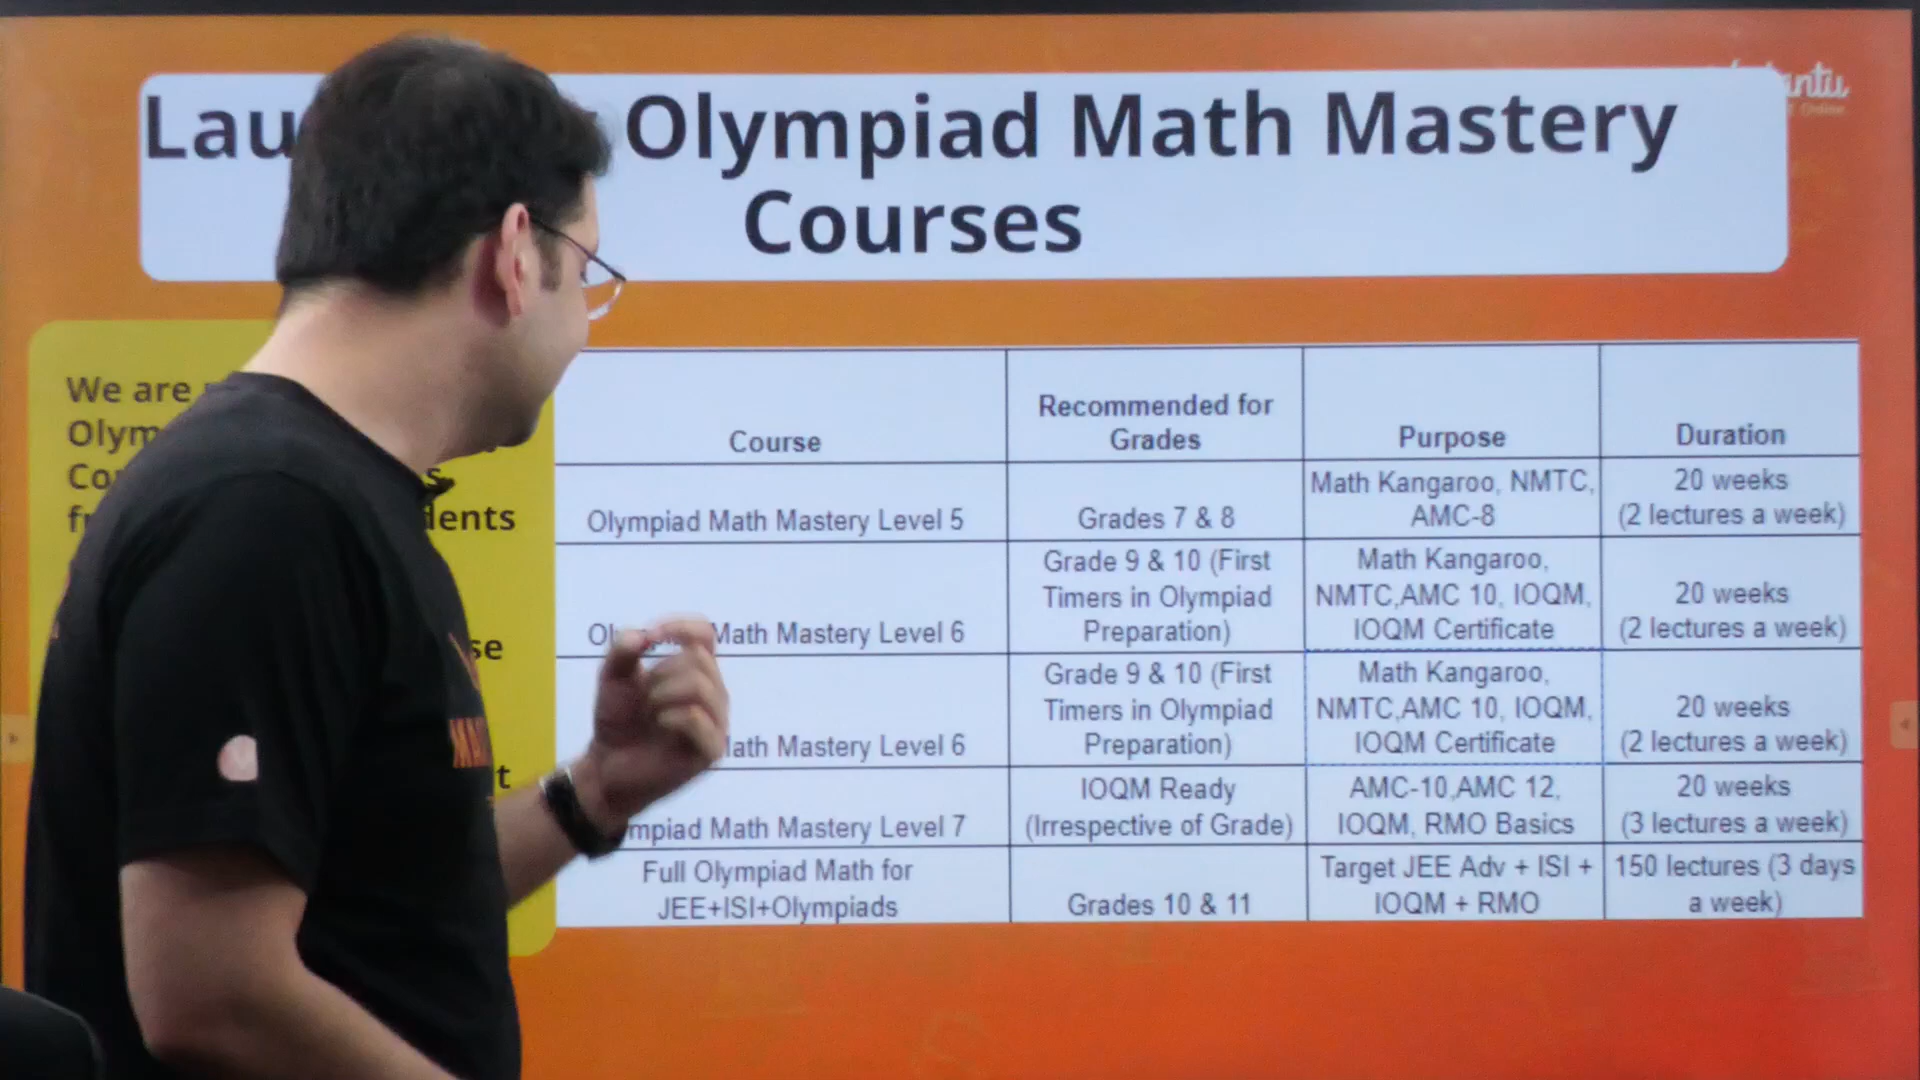 Olympiad Math Mastery
Courses
We are
dents
Course
Recommended for
Grades
Purpose
Duration
Olympiad Math Mastery Level 5
Grades 7 & 8
Math Kangaroo, NMTC,
AMC-8
20 weeks
(2 lectures a week)
Math Mastery Level 6
Grade 9 & 10 (First
Timers in Olympiad
Preparation)
Math Kangaroo,
NMTC,AMC 10, IOQM,
IOQM Certificate
20 weeks
(2 lectures a week)
Mastery Level 6
Grade 9 & 10 (First
Timers in Olympiad
Preparation)
Math Kangaroo,
NMTC,AMC 10, IOQM,
IOQM Certificate
20 weeks
(2 lectures a week)
Math Mastery Level 7
IOQM Ready
(Irrespective of Grade)
AMC-10,AMC 12,
IOQM, RMO Basics
20 weeks
(3 lectures a week)
Full Olympiad Math for
JEE+ISI+Olympiads
Grades 10 & 11
Target JEE Adv + ISI +
IOQM + RMO
150 lectures (3 days
a week)